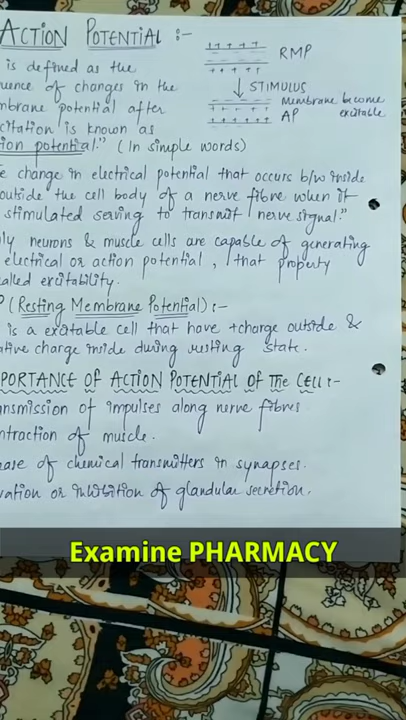 ACTION POTENTIAL :-
is defined as the
uence of changes in the
mbrane potential after
citation is known as
ion potential." (In simple words)
+ + + + +
- - - - -
- - - - -
+ + + + +
RMP
↓ STIMULUS
Membrane become
excitable
AP
e change in electrical potential that occurs b/w inside
outside the cell body of a nerve fibre when it
stimulated serving to transmit nerve signal."
ly neurons & muscle cells are capable of generating
electrical or action potential, that property
alled excitability.
P (Resting Membrane Potential) :-
is a excitable cell that have +charge outside &
ative charge inside during resting state.
PORTANCE OF ACTION POTENTIAL OF THE CELL :-
ansmission of impulses along nerve fibres
ntraction of muscle.
ease of chemical transmitters in synapses.
vation or inhibition of glandular secretion.
Examine PHARMACY